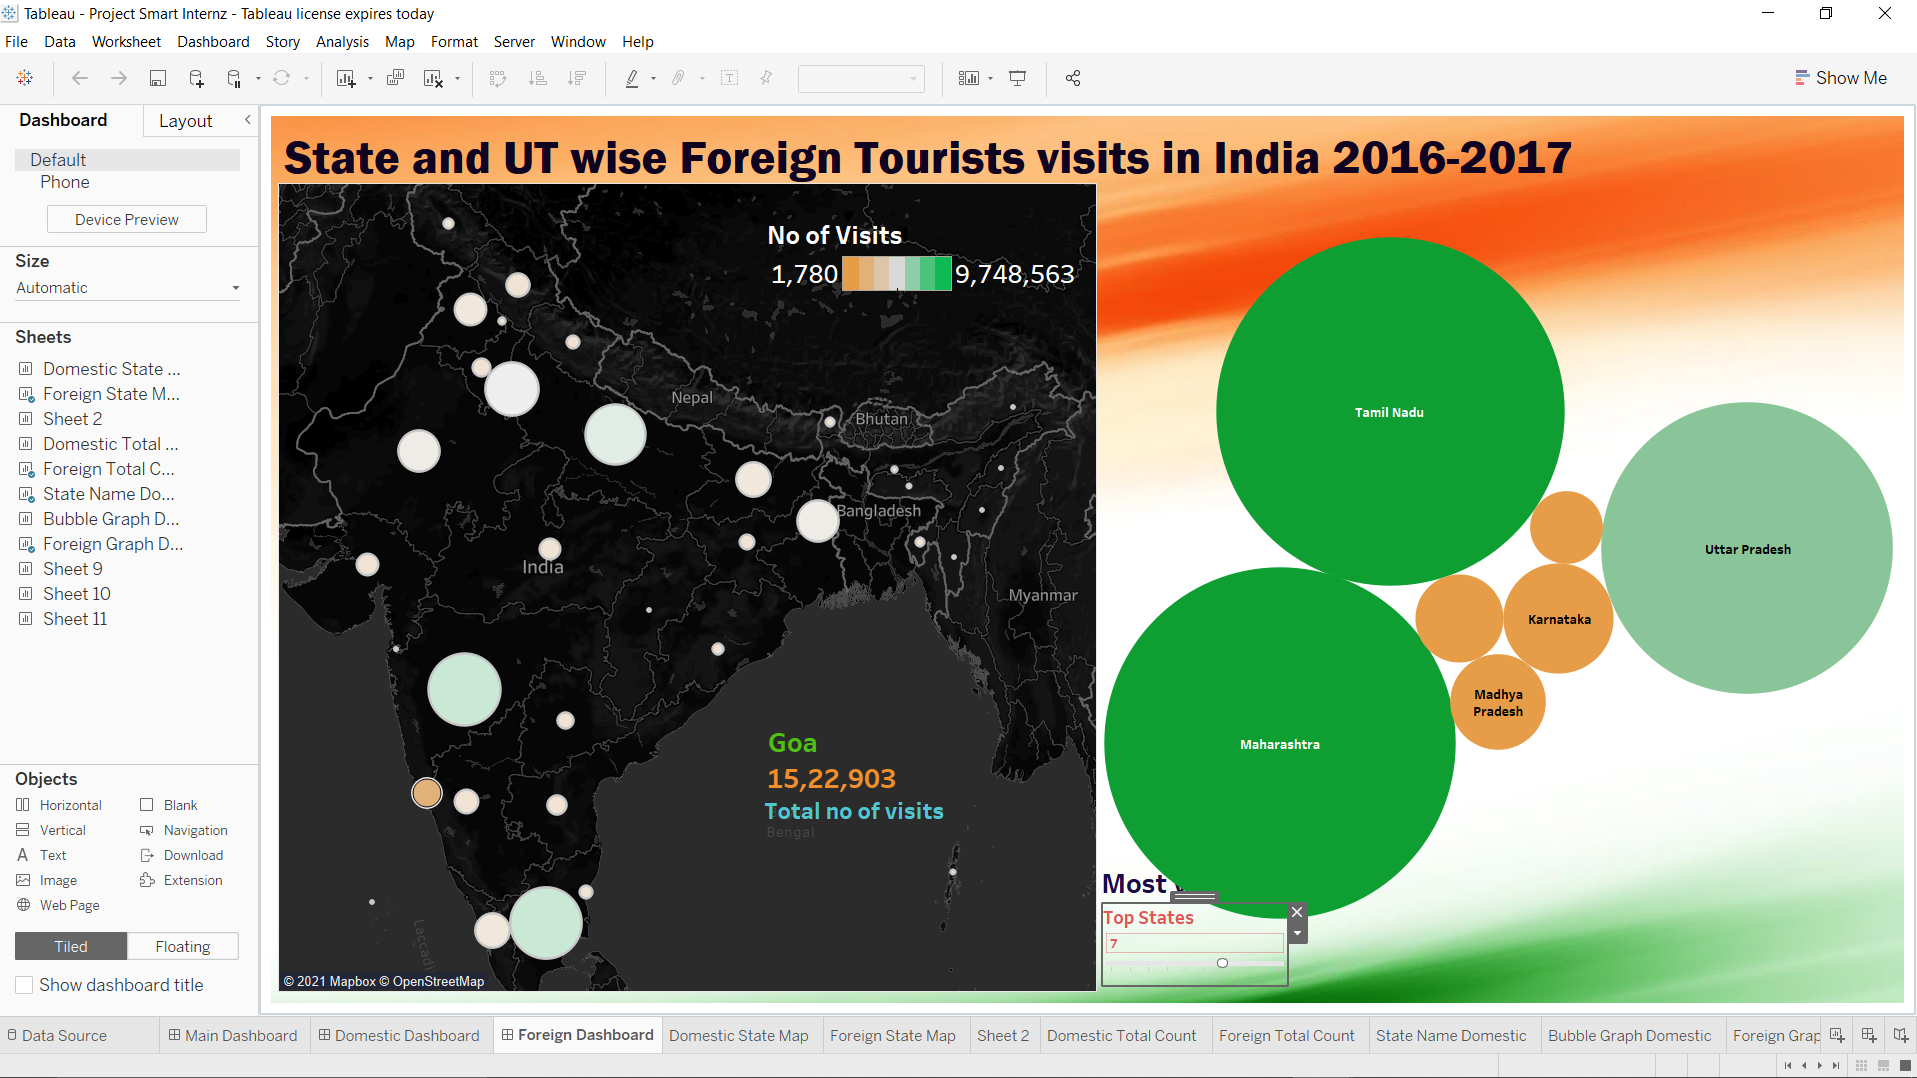 Tableau - Project Smart Internz - Tableau license expires today
File Data Worksheet Dashboard Story Analysis Map Format Server Window Help
Show Me
Dashboard Layout
Default
Phone
Device Preview
Size
Automatic
Sheets
Domestic State ...
Foreign State M...
Sheet 2
Domestic Total ...
Foreign Total C...
State Name Do...
Bubble Graph D...
Foreign Graph D...
Sheet 9
Sheet 10
Sheet 11
Objects
Horizontal Blank
Vertical Navigation
Text Download
Image Extension
Web Page
Tiled Floating
Show dashboard title
State and UT wise Foreign Tourists visits in India 2016-2017
No of Visits
1,780 9,748,563
Nepal
Bhutan
Bangladesh
India
Myanmar
Goa
15,22,903
Total no of visits
Bengal
Laccadi
© 2021 Mapbox © OpenStreetMap
Tamil Nadu
Uttar Pradesh
Karnataka
Madhya
Pradesh
Maharashtra
Most
Top States
7
Data Source Main Dashboard Domestic Dashboard Foreign Dashboard Domestic State Map Foreign State Map Sheet 2 Domestic Total Count Foreign Total Count State Name Domestic Bubble Graph Domestic Foreign Grap